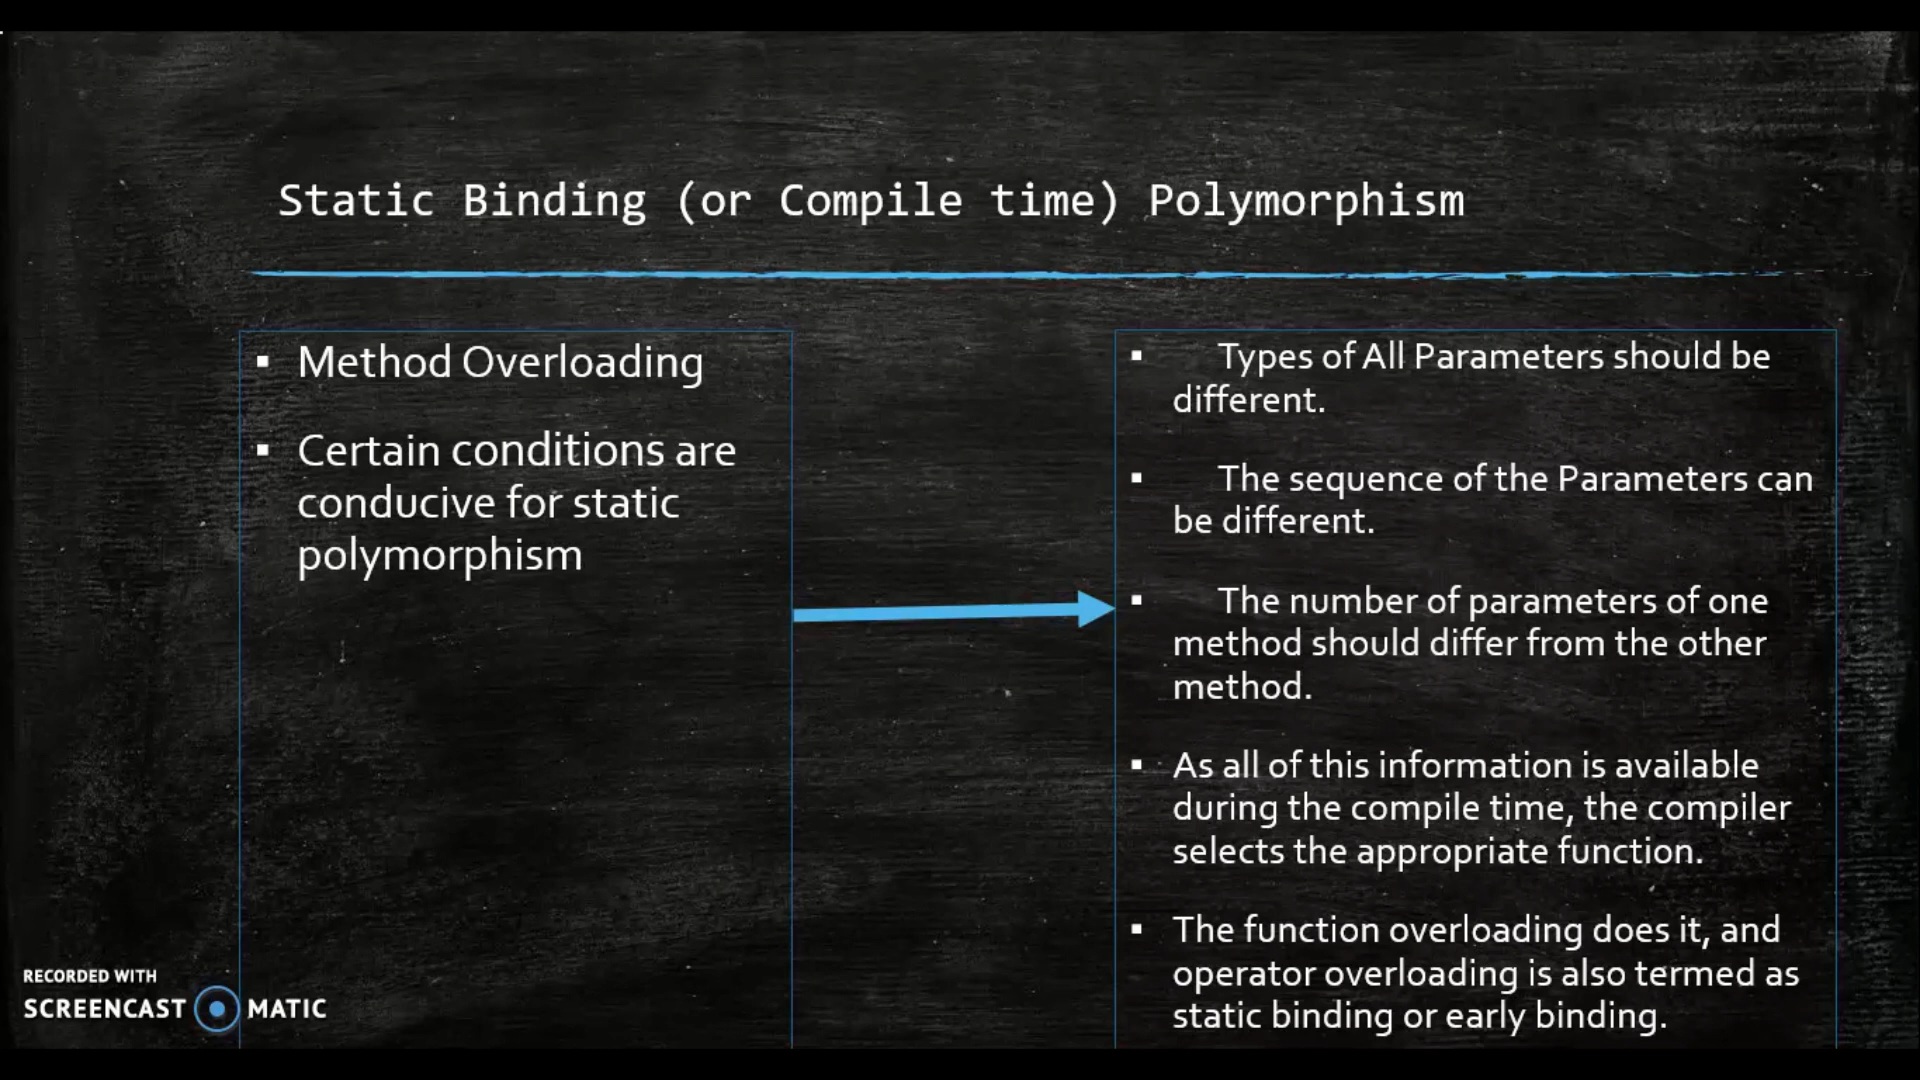 Static Binding (or Compile time) Polymorphism
▪ Method Overloading
▪ Certain conditions are
conducive for static
polymorphism
▪ Types of All Parameters should be
different.
▪ The sequence of the Parameters can
be different.
▪ The number of parameters of one
method should differ from the other
method.
▪ As all of this information is available
during the compile time, the compiler
selects the appropriate function.
▪ The function overloading does it, and
operator overloading is also termed as
static binding or early binding.
RECORDED WITH
SCREENCAST MATIC